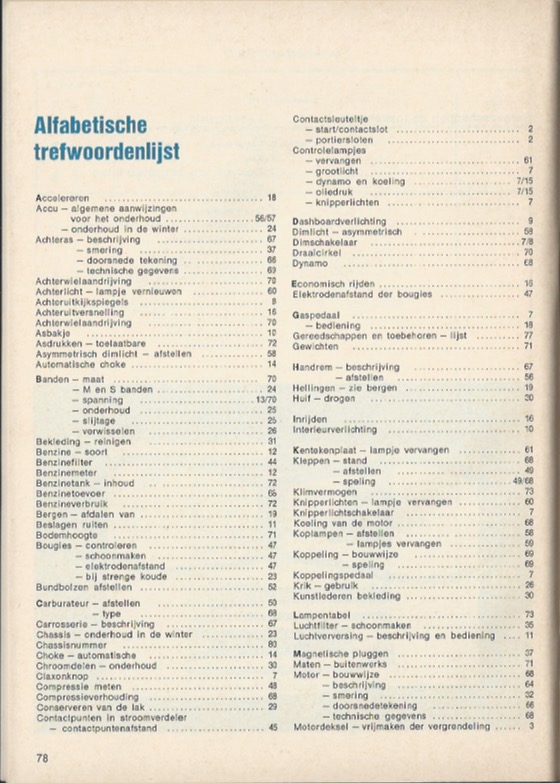 Alfabetische
trefwoordenlijst
Accelereren 18
Accu – algemene aanwijzingen
voor het onderhoud 56/57
– onderhoud in de winter 24
Achteras – beschrijving 67
– smering 37
– doorsnede tekening 66
– technische gegevens 69
Achterwielaandrijving 70
Achterlicht – lampje vernieuwen 60
Achteruitkijkspiegels 8
Achteruitversnelling 16
Achterwielaandrijving 70
Asbakje 10
Asdrukken – toelaatbare 72
Asymmetrisch dimlicht – afstellen 58
Automatische choke 14
Banden – maat 70
– M en S banden 24
– spanning 13/70
– onderhoud 25
– slijtage 25
– verwisselen 26
Bekleding – reinigen 31
Benzine – soort 12
Benzinefilter 44
Benzinemeter 12
Benzinetank – inhoud 72
Benzinetoevoer 65
Benzineverbruik 72
Bergen – afdalen van 19
Beslagen ruiten 11
Bodemhoogte 71
Bougies – controleren 47
– schoonmaken 47
– elektrodenafstand 47
– bij strenge koude 23
Bundbolzen afstellen 52
Carburateur – afstellen 50
– type 68
Carrosserie – beschrijving 67
Chassis – onderhoud in de winter 23
Chassisnummer 80
Choke – automatische 14
Chroomdelen – onderhoud 30
Claxonknop 7
Compressie meten 48
Compressieverhouding 68
Conserveren van de lak 29
Contactpunten in stroomverdeler
– contactpuntenafstand 45
78
Contactsleuteltje
– start/contactslot 2
– portiersloten 2
Controlelampjes
– vervangen 61
– grootlicht 7
– dynamo en koeling 7/15
– oliedruk 7/15
– knipperlichten 7
Dashboardverlichting 9
Dimlicht – asymmetrisch 58
Dimschakelaar 7/8
Draaicirkel 70
Dynamo 68
Economisch rijden 16
Elektrodenafstand der bougies 47
Gaspedaal 7
– bediening 18
Gereedschappen en toebehoren – lijst 77
Gewichten 71
Handrem – beschrijving 67
– afstellen 56
Hellingen – zie bergen 19
Huif – drogen 30
Inrijden 16
Interieurverlichting 10
Kentekenplaat – lampje vervangen 61
Kleppen – stand 68
– afstellen 49
– speling 49/68
Klimvermogen 73
Knipperlichten – lampje vervangen 60
Knipperlichtschakelaar 7
Koeling van de motor 68
Koplampen – afstellen 58
– lampjes vervangen 59
Koppeling – bouwwijze 69
– speling 69
Koppelingspedaal 7
Krik – gebruik 26
Kunstlederen bekleding 30
Lampentabel 73
Luchtfilter – schoonmaken 35
Luchtverversing – beschrijving en bediening 11
Magnetische pluggen 37
Maten – buitenwerks 71
Motor – bouwwijze 68
– beschrijving 64
– smering 32
– doorsnedetekening 66
– technische gegevens 68
Motordeksel – vrijmaken der vergrendeling 3